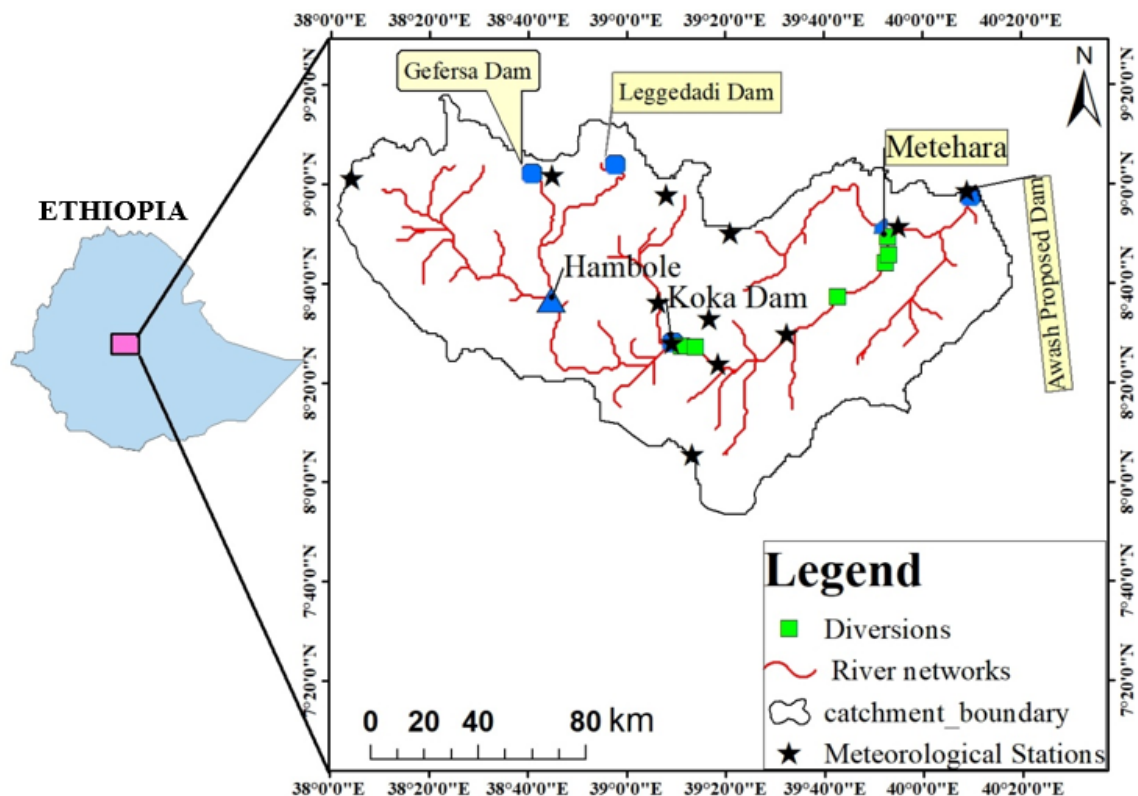 38°0'0"E 38°20'0"E 38°40'0"E 39°0'0"E 39°20'0"E 39°40'0"E 40°0'0"E 40°20'0"E
N
Gefersa Dam
Leggedadi Dam
Metehara
Awash Proposed Dam
ETHIOPIA
Hambole
Koka Dam
9°20'0"N
9°0'0"N
8°40'0"N
8°20'0"N
8°0'0"N
7°40'0"N
7°20'0"N
9°20'0"N
9°0'0"N
8°40'0"N
8°20'0"N
8°0'0"N
7°40'0"N
7°20'0"N
Legend
Diversions
River networks
catchment_boundary
Meteorological Stations
0 20 40 80 km
38°0'0"E 38°20'0"E 38°40'0"E 39°0'0"E 39°20'0"E 39°40'0"E 40°0'0"E 40°20'0"E